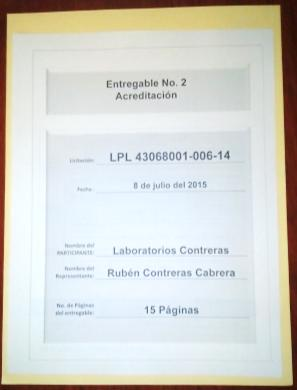 Entregable No. 2
Acreditación
Licitación: LPL 43068001-006-14
Fecha: 8 de julio del 2015
Nombre del
PARTICIPANTE: Laboratorios Contreras
Nombre del
Representante: Rubén Contreras Cabrera
No. de Páginas
del entregable: 15 Páginas